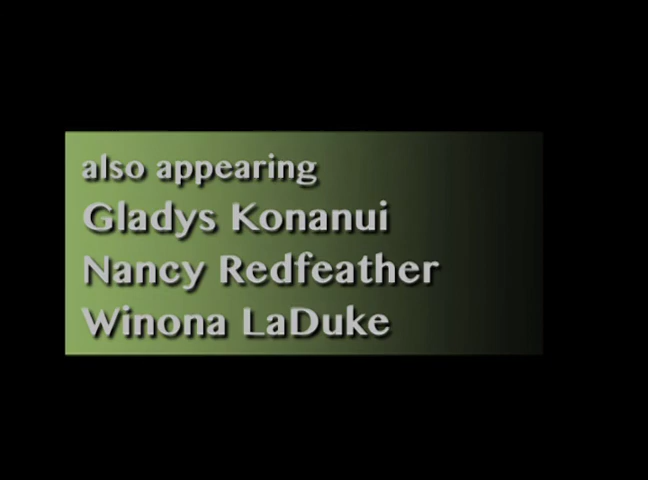 also appearing
Gladys Konanui
Nancy Redfeather
Winona LaDuke